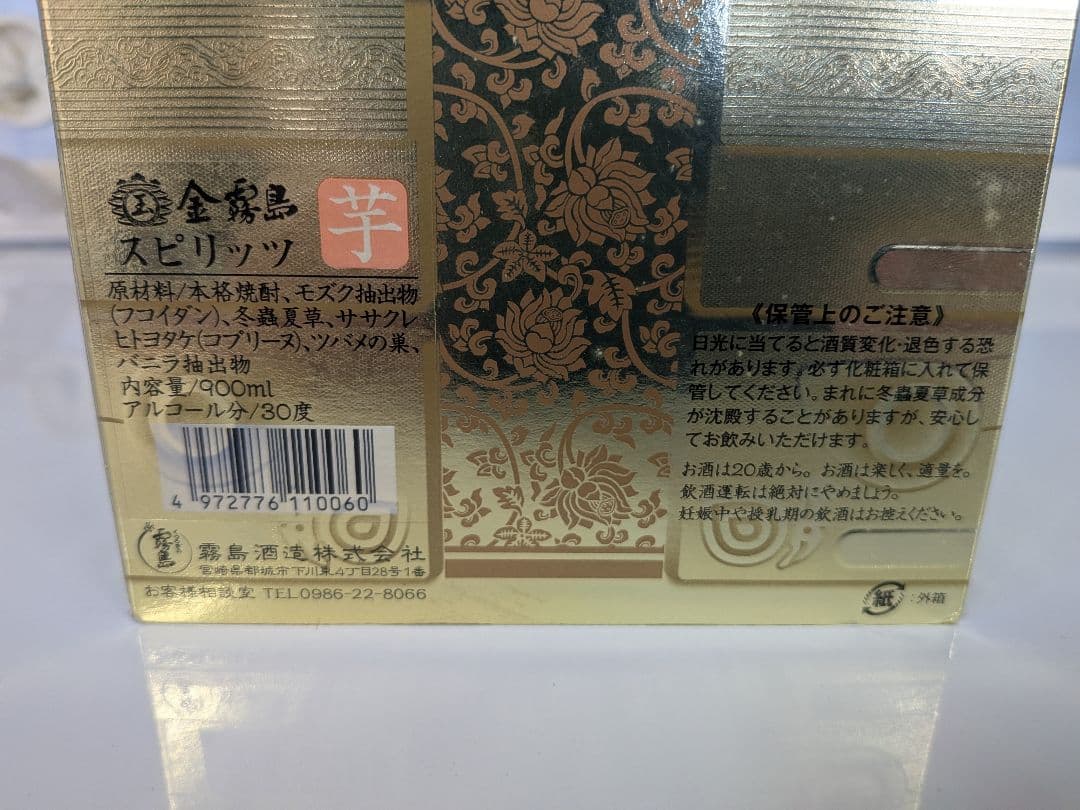 金霧島
芋
スピリッツ
原材料/本格焼酎、モズク抽出物
(フコイダン)、冬蟲夏草、ササクレ
ヒトヨタケ(コプリーヌ)、ツバメの巣、
バニラ抽出物
内容量/900ml
アルコール分/30度
4 972776 110060
霧島
霧島酒造株式会社
宮崎県都城市下川東4丁目28号1番
お客様相談室 TEL0986-22-8066
《保管上のご注意》
日光に当てると酒質変化・退色する恐
れがあります。必ず化粧箱に入れて保
管してください。まれに冬蟲夏草成分
が沈殿することがありますが、安心し
てお飲みいただけます。
お酒は20歳から。お酒は楽しく、適量を。
飲酒運転は絶対にやめましょう。
妊娠中や授乳期の飲酒はお控えください。
紙:外箱